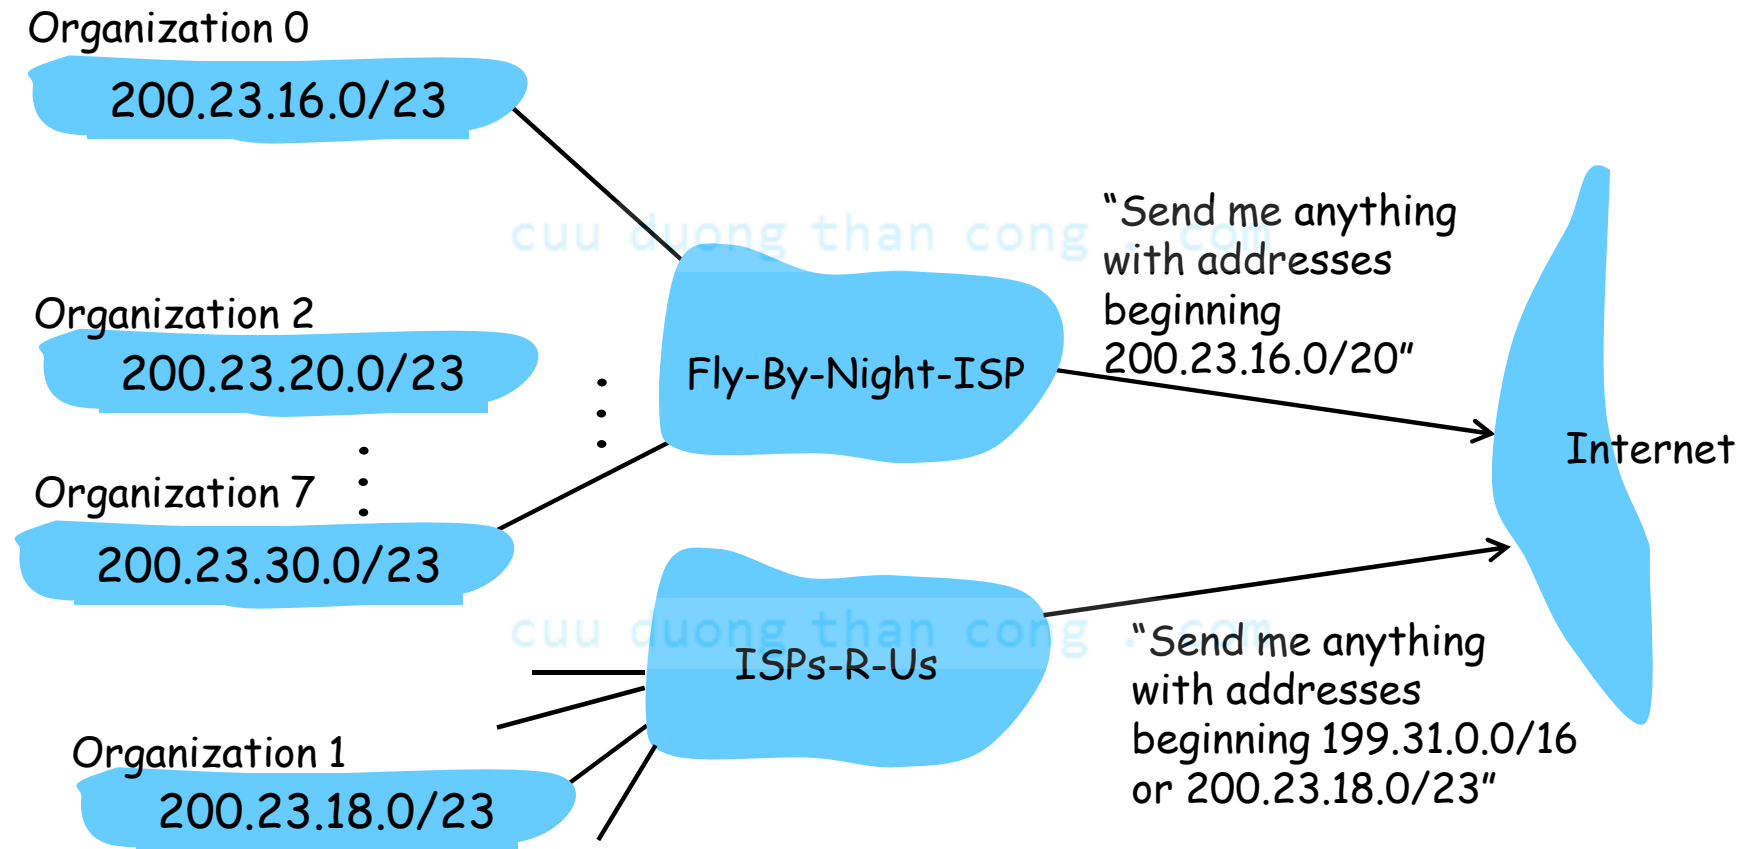 Organization 0
200.23.16.0/23
cuu duong than cong . com
“Send me anything
with addresses
beginning
200.23.16.0/20”
Organization 2
200.23.20.0/23
Fly-By-Night-ISP
Internet
Organization 7
200.23.30.0/23
cuu duong than cong . com
ISPs-R-Us
“Send me anything
with addresses
beginning 199.31.0.0/16
or 200.23.18.0/23”
Organization 1
200.23.18.0/23